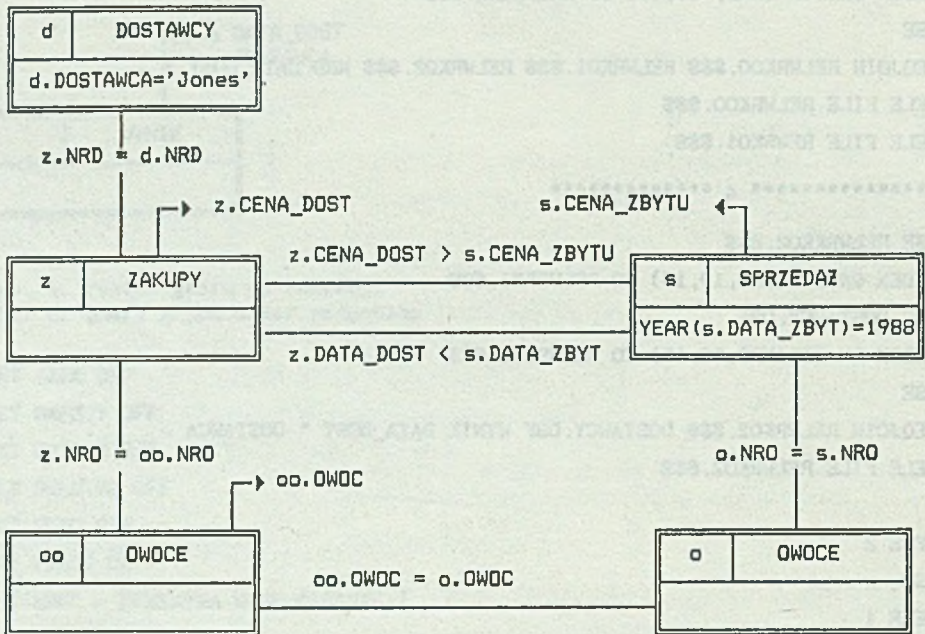 d DOSTAWCY
d.DOSTAWCA='Jones'
z.NRD = d.NRD
z.CENA_DOST
s.CENA_ZBYTU
z.CENA_DOST > s.CENA_ZBYTU
z ZAKUPY
s SPRZEDAZ
YEAR(s.DATA_ZBYT)=1988
z.DATA_DOST < s.DATA_ZBYT
z.NRO = oo.NRO
o.NRO = s.NRO
oo.OWOC
oo OWOCE
o OWOCE
oo.OWOC = o.OWOC